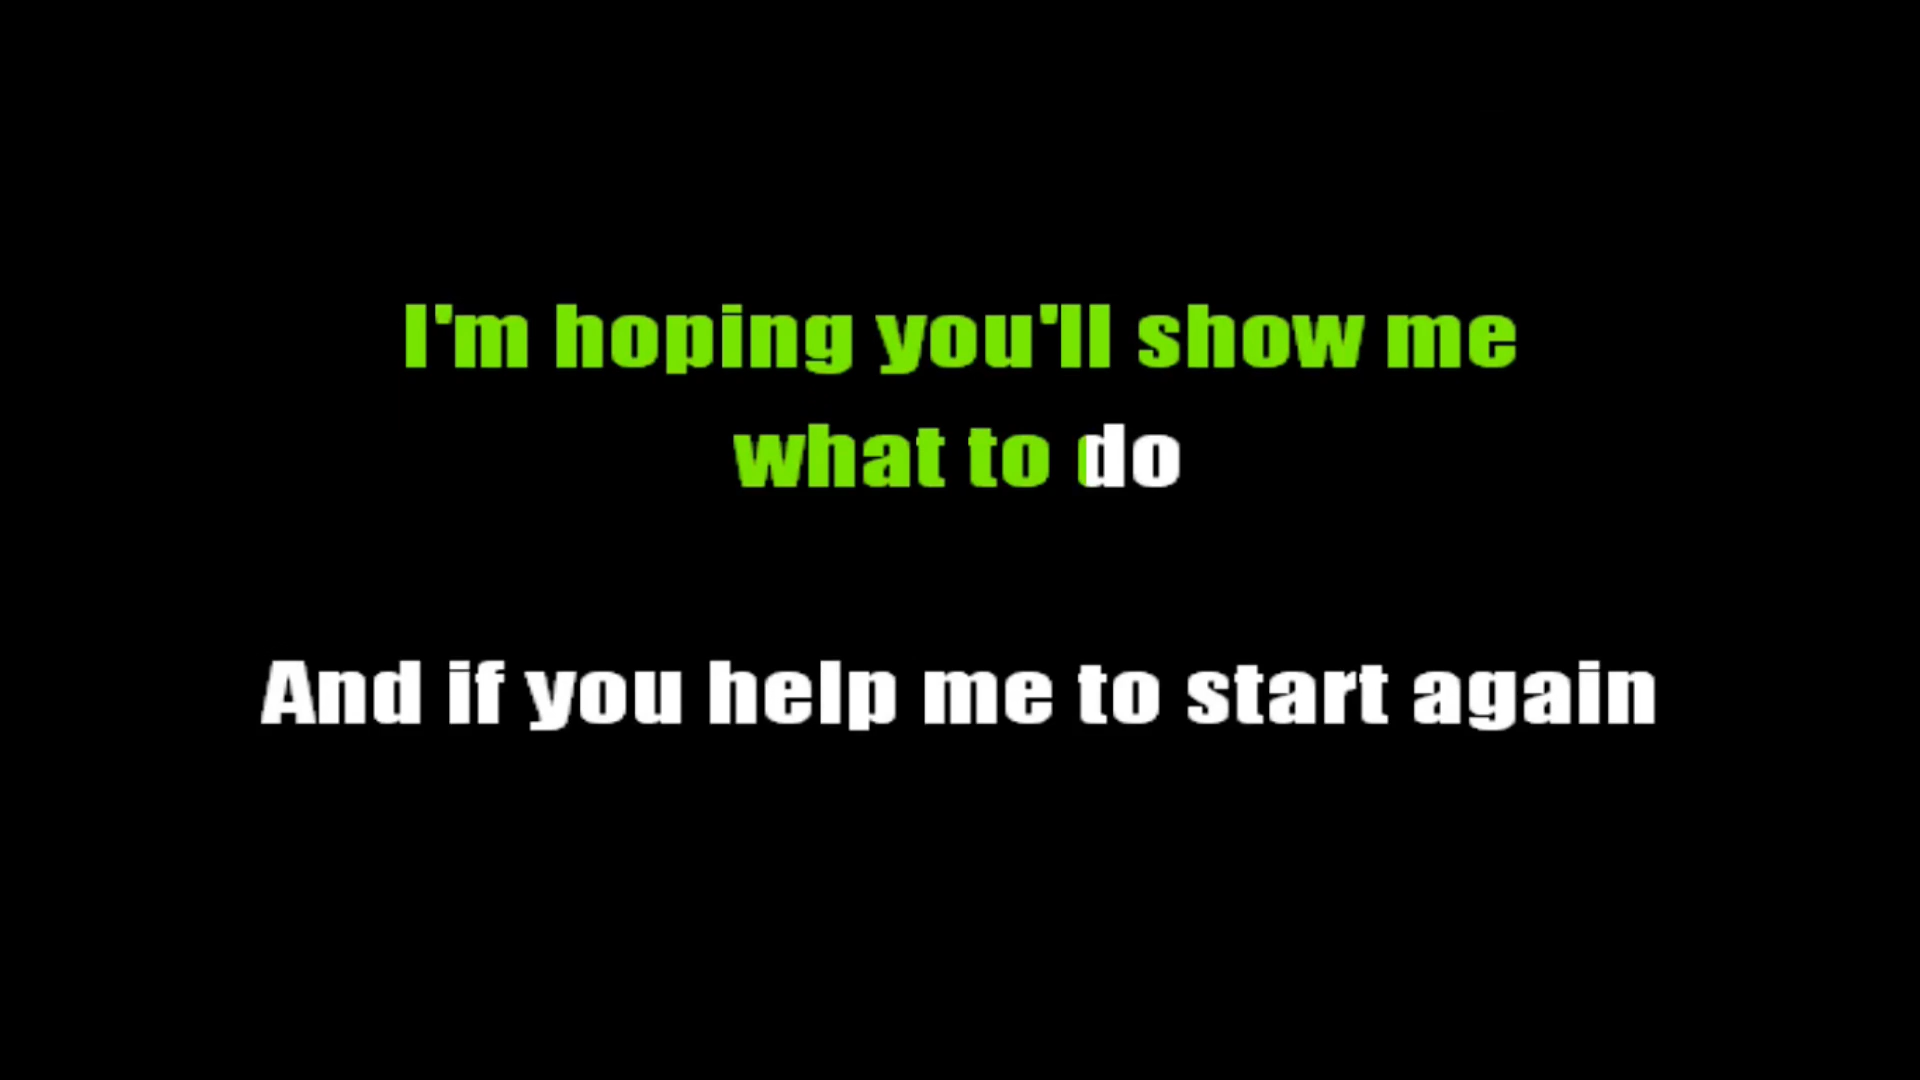 I'm hoping you'll show me
what to do
And if you help me to start again